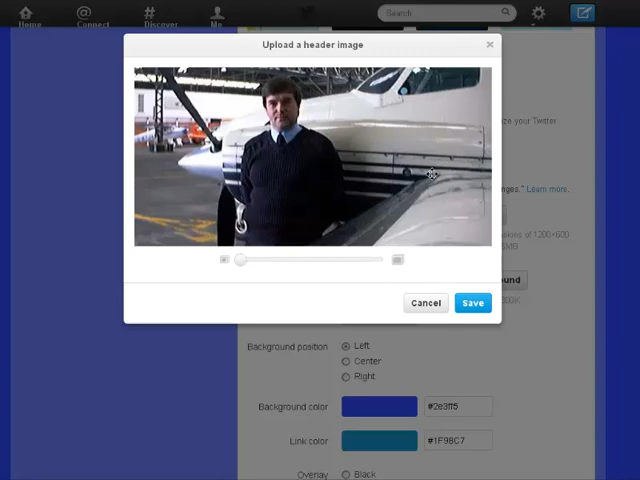 Home
Connect
Discover
Me
Search
Upload a header image
×
ize your Twitter
nges." Learn more.
sions of 1200×600
MB
Cancel
Save
und
800K
Background position
Left
Center
Right
Background color
#2e3ff5
Link color
#1F98C7
Overlay
Black